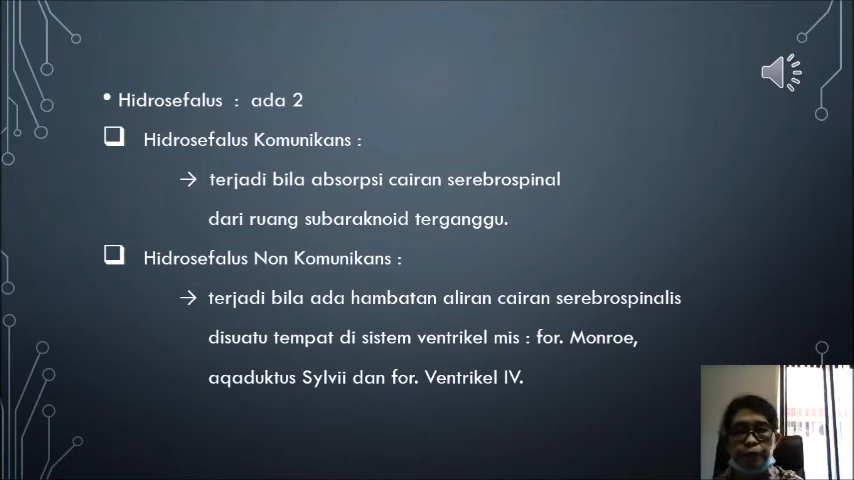 • Hidrosefalus : ada 2
❑ Hidrosefalus Komunikans :
→ terjadi bila absorpsi cairan serebrospinal
dari ruang subaraknoid terganggu.
❑ Hidrosefalus Non Komunikans :
→ terjadi bila ada hambatan aliran cairan serebrospinalis
disuatu tempat di sistem ventrikel mis : for. Monroe,
aqaduktus Sylvii dan for. Ventrikel IV.